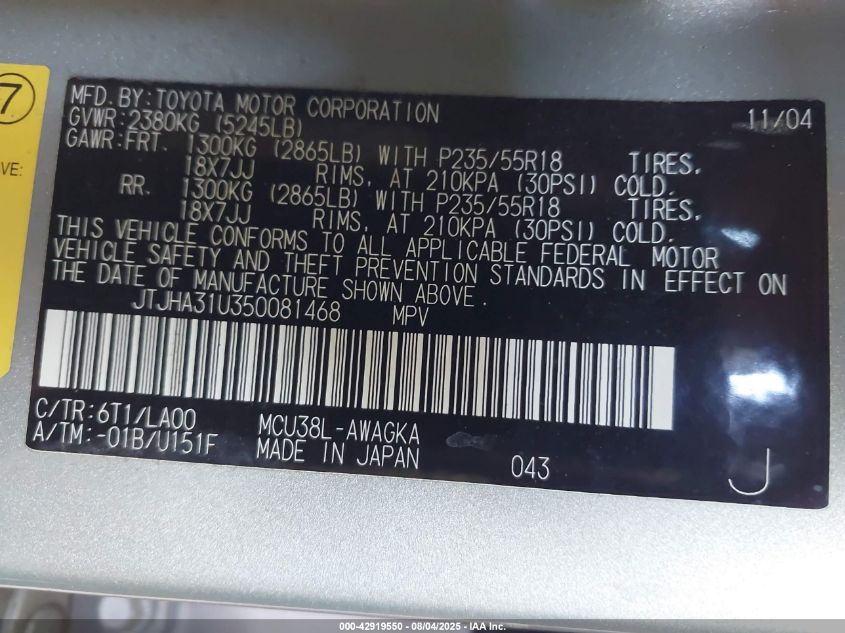 7
VE:
MFD. BY: TOYOTA MOTOR CORPORATION 11/04
GVWR: 2380KG (5245LB)
GAWR: FRT. 1300KG (2865LB) WITH P235/55R18 TIRES,
18X7JJ RIMS, AT 210KPA (30PSI) COLD.
RR. 1300KG (2865LB) WITH P235/55R18 TIRES,
18X7JJ RIMS, AT 210KPA (30PSI) COLD.
THIS VEHICLE CONFORMS TO ALL APPLICABLE FEDERAL MOTOR
VEHICLE SAFETY AND THEFT PREVENTION STANDARDS IN EFFECT ON
THE DATE OF MANUFACTURE SHOWN ABOVE.
JTJHA31U350081468 MPV
C/TR: 6T1/LA00 MCU38L-AWAGKA
A/TM: -01B/U151F MADE IN JAPAN 043 J
000-42919550 - 08/04/2025 - IAA Inc.